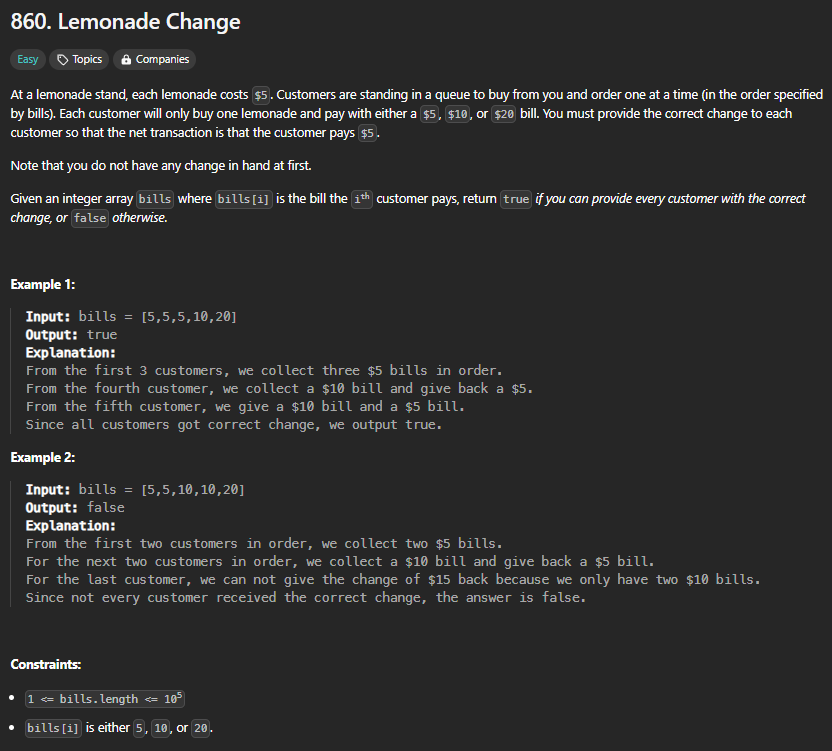 860. Lemonade Change
Easy Topics Companies
At a lemonade stand, each lemonade costs $5. Customers are standing in a queue to buy from you and order one at a time (in the order specified
by bills). Each customer will only buy one lemonade and pay with either a $5, $10, or $20 bill. You must provide the correct change to each
customer so that the net transaction is that the customer pays $5.
Note that you do not have any change in hand at first.
Given an integer array bills where bills[i] is the bill the ith customer pays, return true if you can provide every customer with the correct
change, or false otherwise.
Example 1:
Input: bills = [5,5,5,10,20]
Output: true
Explanation:
From the first 3 customers, we collect three $5 bills in order.
From the fourth customer, we collect a $10 bill and give back a $5.
From the fifth customer, we give a $10 bill and a $5 bill.
Since all customers got correct change, we output true.
Example 2:
Input: bills = [5,5,10,10,20]
Output: false
Explanation:
From the first two customers in order, we collect two $5 bills.
For the next two customers in order, we collect a $10 bill and give back a $5 bill.
For the last customer, we can not give the change of $15 back because we only have two $10 bills.
Since not every customer received the correct change, the answer is false.
Constraints:
• 1 <= bills.length <= 10⁵
• bills[i] is either 5, 10, or 20.